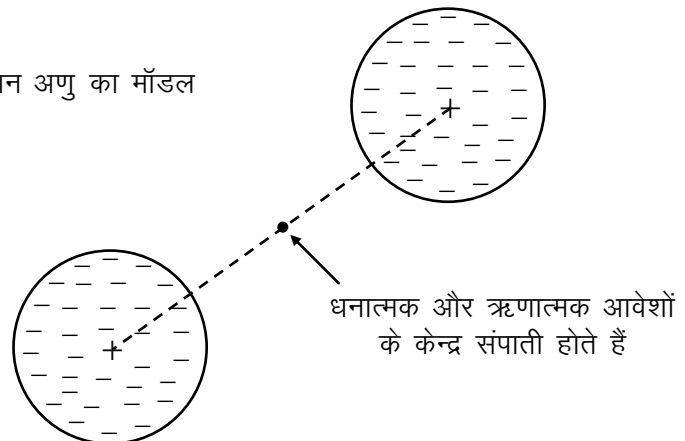 अणु का मॉडल
धनात्मक और ऋणात्मक आवेशों
के केन्द्र संपाती होते हैं